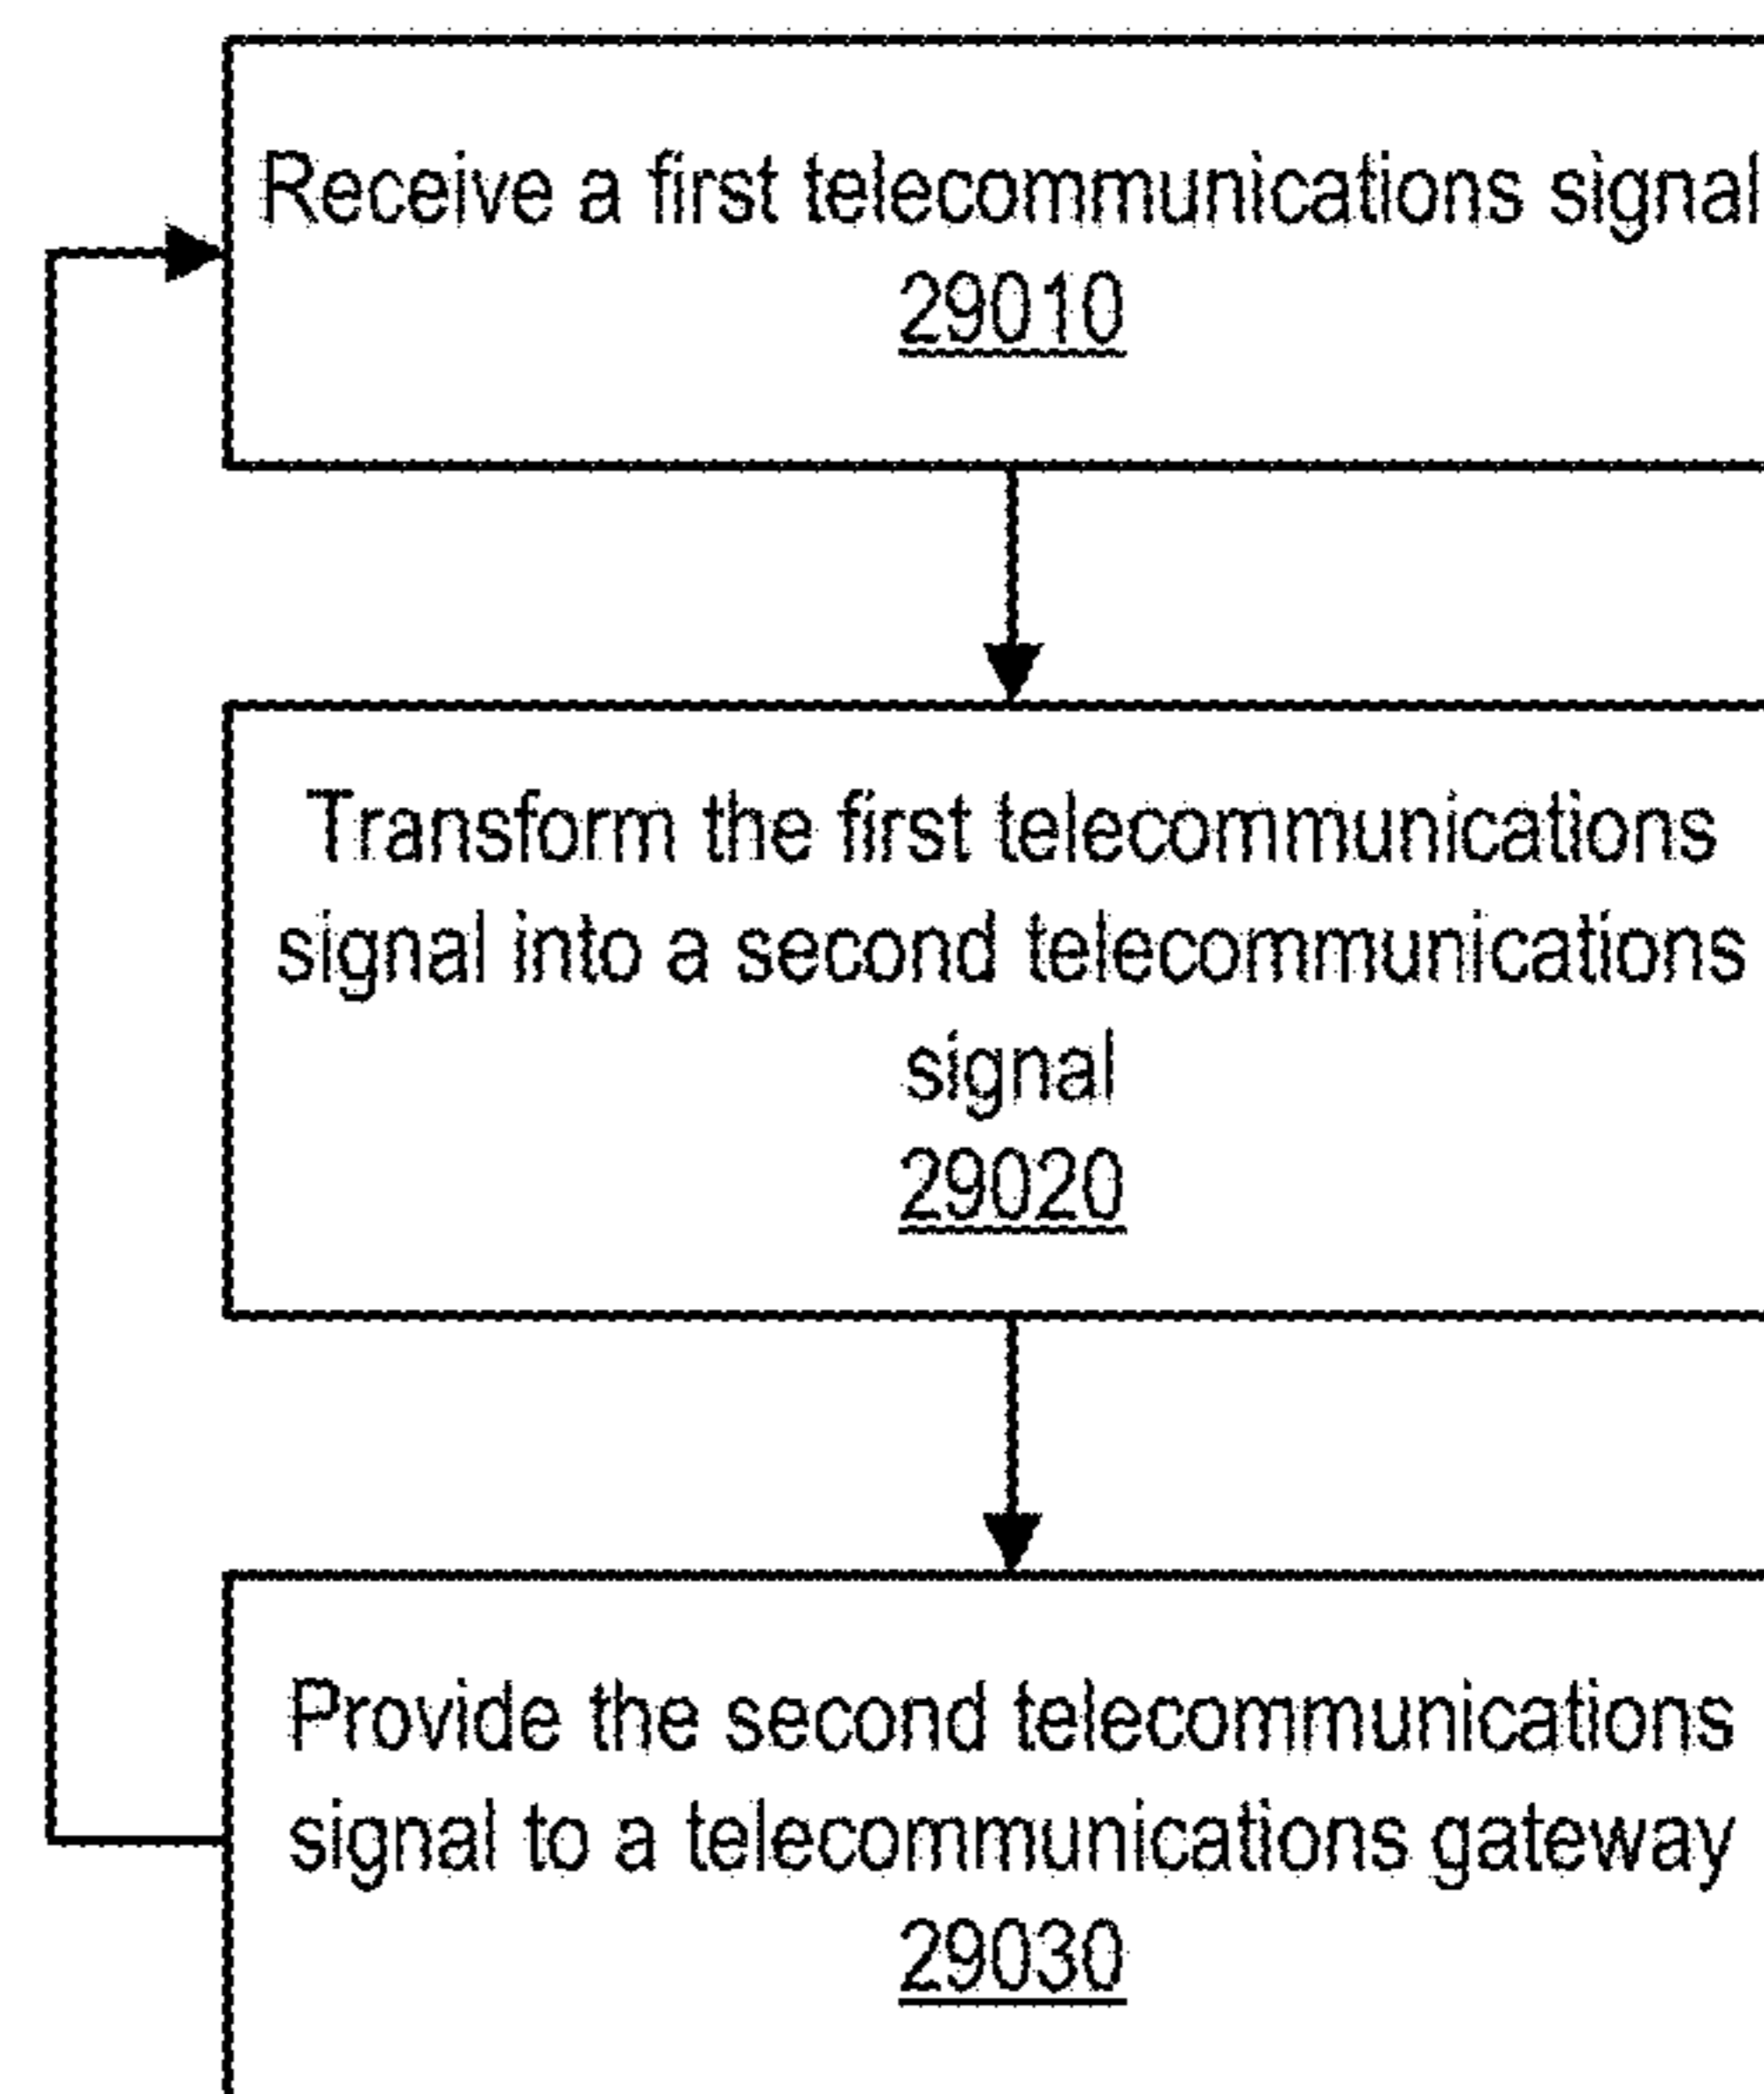 Receive a first telecommunications signal
29010
Transform the first telecommunications
signal into a second telecommunications
signal
29020
Provide the second telecommunications
signal to a telecommunications gateway
29030